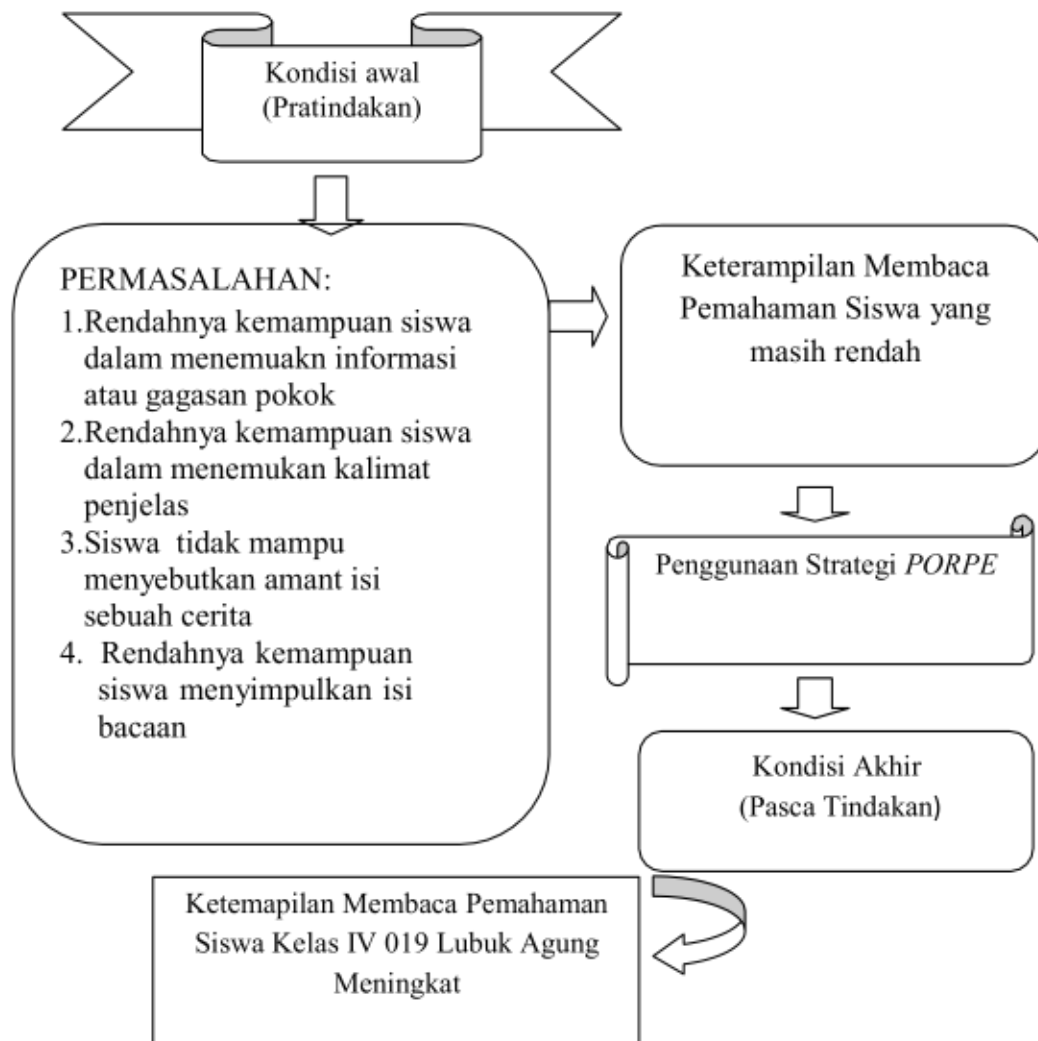 Kondisi awal
(Pratindakan)
PERMASALAHAN:
1.Rendahnya kemampuan siswa
dalam menemuakn informasi
atau gagasan pokok
2.Rendahnya kemampuan siswa
dalam menemukan kalimat
penjelas
3.Siswa tidak mampu
menyebutkan amant isi
sebuah cerita
4. Rendahnya kemampuan
siswa menyimpulkan isi
bacaan
Keterampilan Membaca
Pemahaman Siswa yang
masih rendah
Penggunaan Strategi PORPE
Kondisi Akhir
(Pasca Tindakan)
Ketemapilan Membaca Pemahaman
Siswa Kelas IV 019 Lubuk Agung
Meningkat